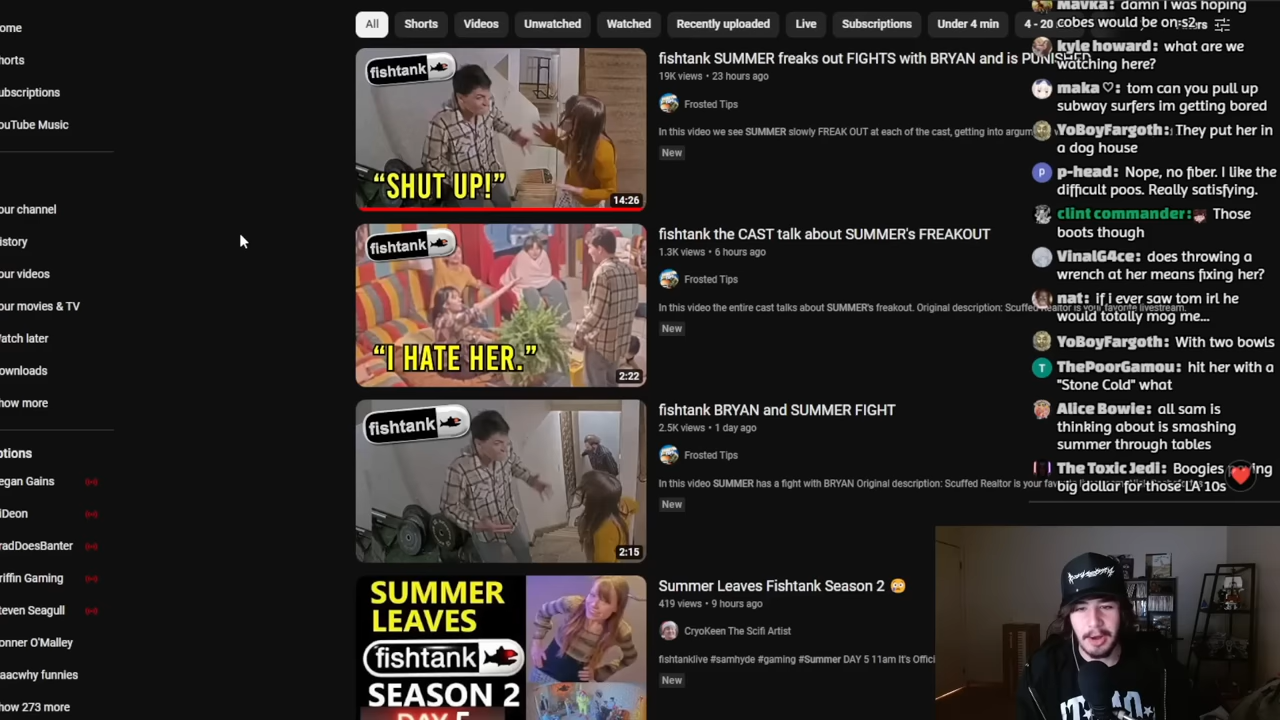 ome
horts
ubscriptions
ouTube Music
our channel
istory
our videos
our movies & TV
Vatch later
ownloads
how more
ptions
egan Gains
iDeon
radDoesBanter
riffin Gaming
teven Seagull
onner O'Malley
aacwhy funnies
how 273 more
All
Shorts
Videos
Unwatched
Watched
Recently uploaded
Live
Subscriptions
Under 4 min
4 - 20
fishtank
"SHUT UP!"
14:26
fishtank SUMMER freaks out FIGHTS with BRYAN and is PUNISHED
19K views • 23 hours ago
Frosted Tips
In this video we see SUMMER slowly FREAK OUT at each of the cast, getting into argum
New
fishtank
"I HATE HER."
2:22
fishtank the CAST talk about SUMMER's FREAKOUT
1.3K views • 6 hours ago
Frosted Tips
In this video the entire cast talks about SUMMER's freakout. Original description: Scuffed Realtor is your favorite livestream.
New
fishtank
2:15
fishtank BRYAN and SUMMER FIGHT
2.5K views • 1 day ago
Frosted Tips
In this video SUMMER has a fight with BRYAN Original description: Scuffed Realtor is your fav
New
SUMMER
LEAVES
fishtank
SEASON 2
DAY 5
Summer Leaves Fishtank Season 2 😳
419 views • 9 hours ago
CryoKeen The Scifi Artist
fishtanklive #samhyde #gaming #Summer DAY 5 11am It's Offici
New
Mavka: damn I was hoping
cobes would be on s2.
kyle howard: what are we
watching here?
maka ♡: tom can you pull up
subway surfers im getting bored
YoBoyFargoth: They put her in
a dog house
p-head: Nope, no fiber. I like the
difficult poos. Really satisfying.
clint commander: Those
boots though
VinalG4ce: does throwing a
wrench at her means fixing her?
nat: if i ever saw tom irl he
would totally mog me...
YoBoyFargoth: With two bowls
ThePoorGamou: hit her with a
"Stone Cold" what
Alice Bowie: all sam is
thinking about is smashing
summer through tables
The Toxic Jedi: Boogies
big dollar for those LA 10s